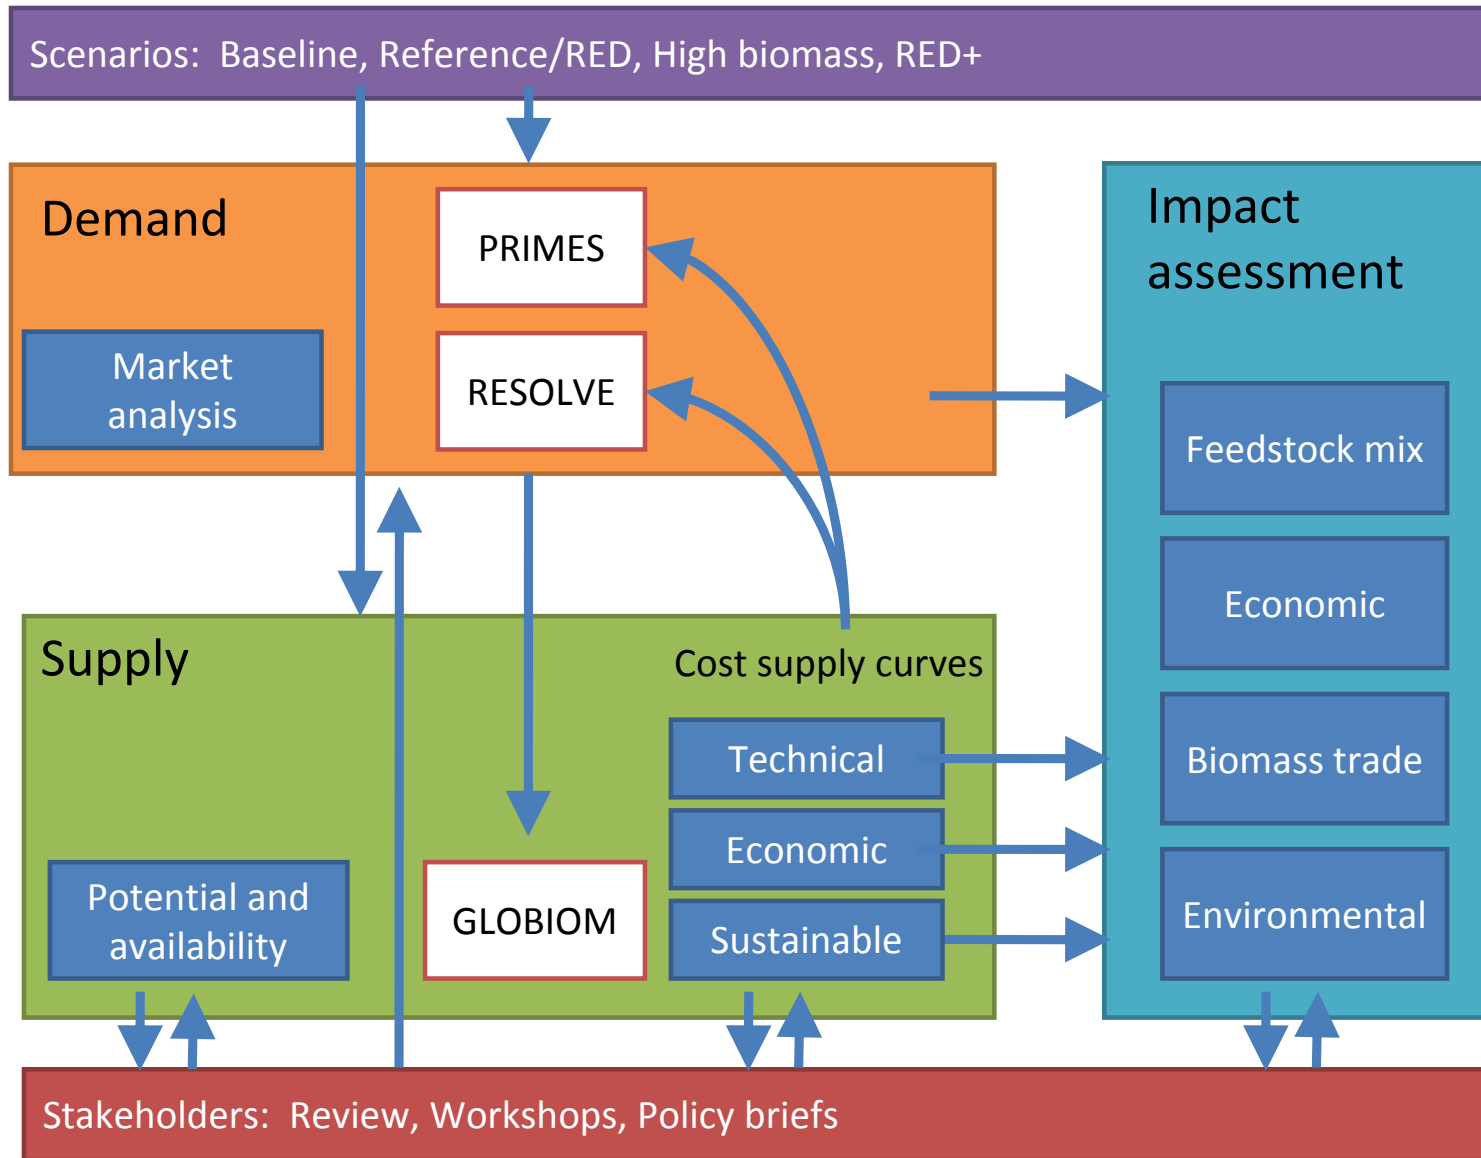 Scenarios:  Baseline, Reference/RED, High biomass, RED+
Demand
PRIMES
Market
analysis
RESOLVE
Impact
assessment
Feedstock mix
Economic
Biomass trade
Environmental
Supply
Cost supply curves
Technical
Economic
Sustainable
Potential and
availability
GLOBIOM
Stakeholders:  Review, Workshops, Policy briefs